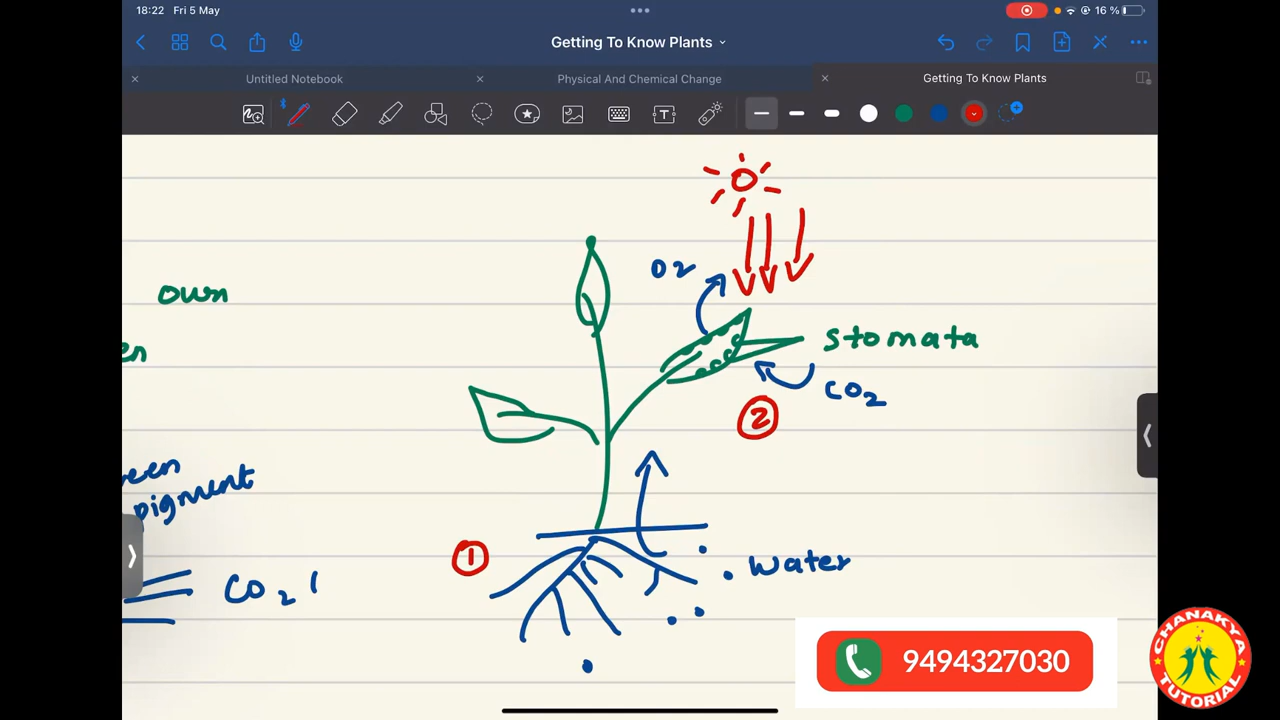 18:22 Fri 5 May
16 %
Getting To Know Plants
Untitled Notebook
Physical And Chemical Change
Getting To Know Plants
O2
own
stomata
CO2
2
pigment
1
water
CO2
9494327030
CHANAKYA
TUTORIAL